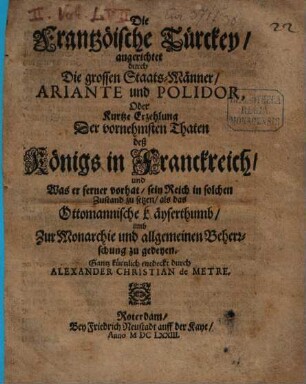 Die
Frantzöische Türckey/
angerichtet
durch
Die grossen Staats-Männer/
ARIANTE und POLIDOR,
Oder
Kurtze Erzehlung
Der vornehmsten Thaten
deß
Königs in Franckreich/
und
Was er ferner vorhat/ sein Reich in solchen
Zustand zu setzen/ als das
Ottomannische Käyserthumb/
umb
Zur Monarchie und allgemeinen Beherr-
schung zu gedeyen.
Gantz kürtzlich entdeckt durch
ALEXANDER CHRISTIAN de METRE.
Roterdam/
Bey Friedrich Neustadt auff der Kaye/
Anno M DC LXXIII.
22